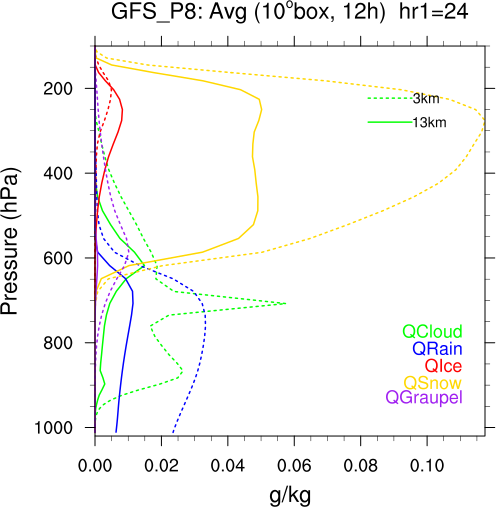 GFS_P8: Avg (10°box, 12h) hr1=24
Pressure (hPa)
200
400
600
800
1000
3km
13km
QCloud
QRain
QIce
QSnow
QGraupel
0.00 0.02 0.04 0.06 0.08 0.10
g/kg